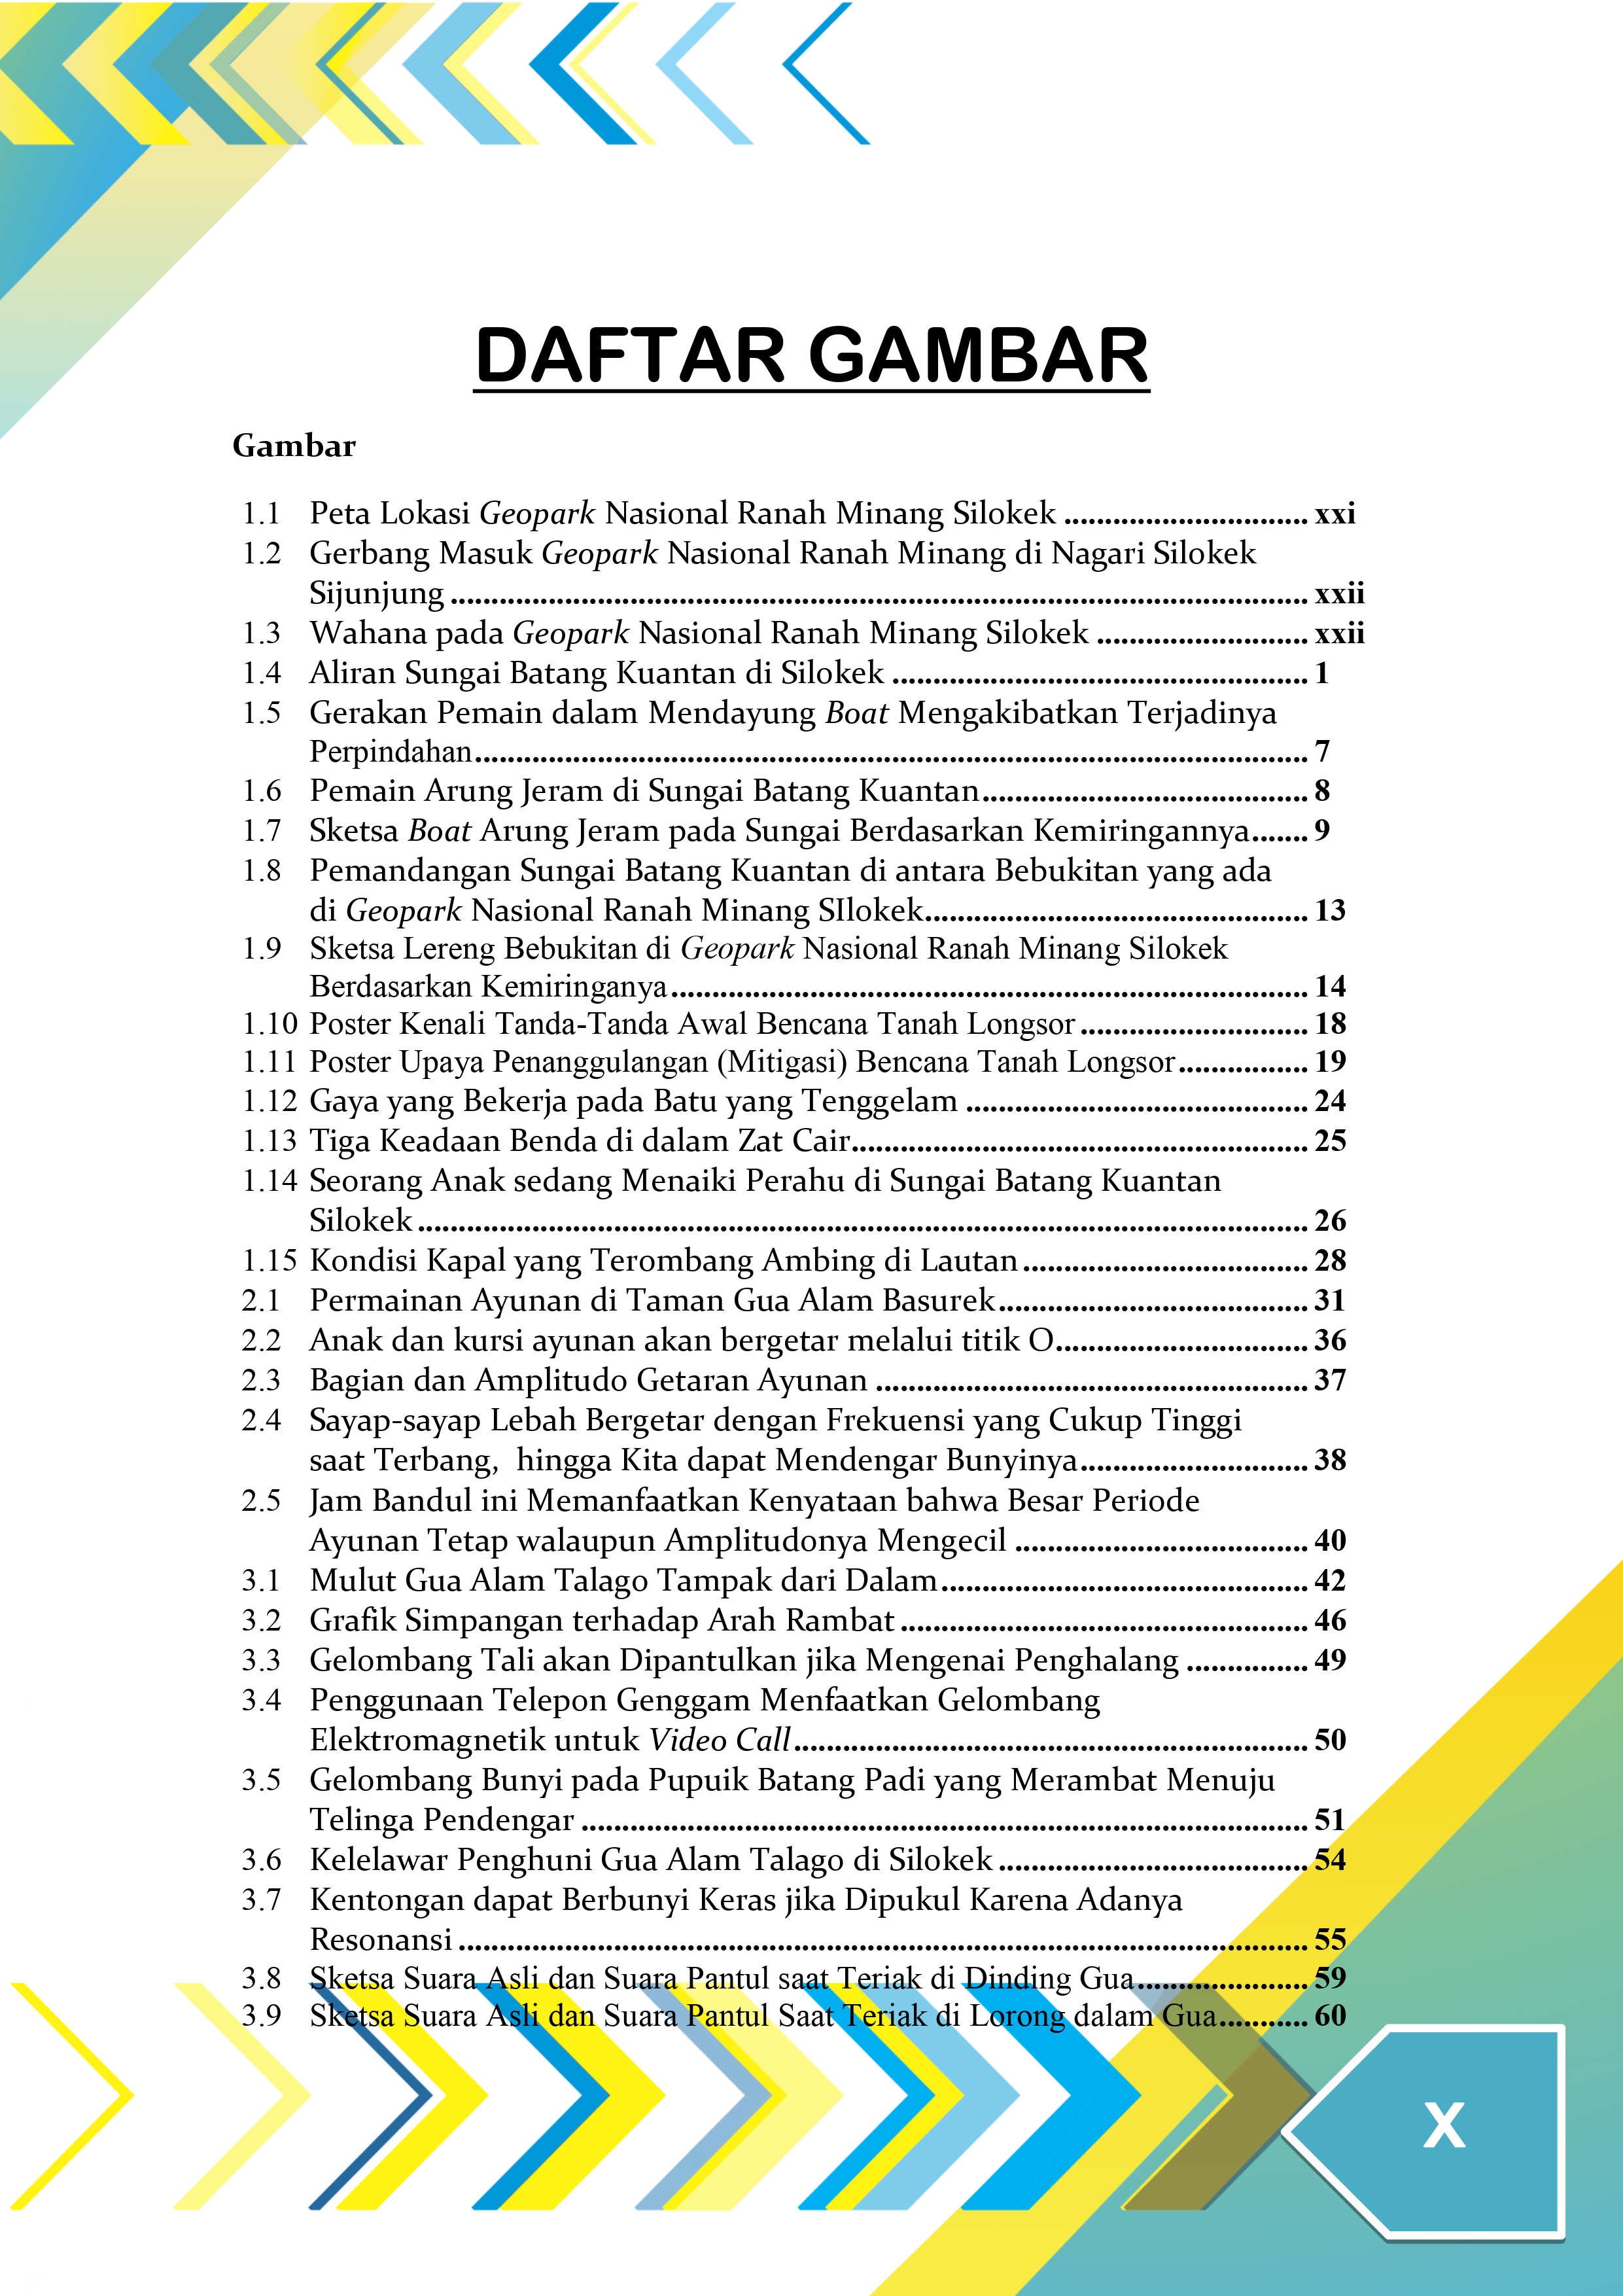 DAFTAR GAMBAR
Gambar
1.1 Peta Lokasi Geopark Nasional Ranah Minang Silokek .............................. xxi
1.2 Gerbang Masuk Geopark Nasional Ranah Minang di Nagari Silokek
Sijunjung .............................. xxii
1.3 Wahana pada Geopark Nasional Ranah Minang Silokek .............................. xxii
1.4 Aliran Sungai Batang Kuantan di Silokek .............................. 1
1.5 Gerakan Pemain dalam Mendayung Boat Mengakibatkan Terjadinya
Perpindahan .............................. 7
1.6 Pemain Arung Jeram di Sungai Batang Kuantan .............................. 8
1.7 Sketsa Boat Arung Jeram pada Sungai Berdasarkan Kemiringannya ....... 9
1.8 Pemandangan Sungai Batang Kuantan di antara Bebukitan yang ada
di Geopark Nasional Ranah Minang SIlokek .............................. 13
1.9 Sketsa Lereng Bebukitan di Geopark Nasional Ranah Minang Silokek
Berdasarkan Kemiringanya .............................. 14
1.10 Poster Kenali Tanda-Tanda Awal Bencana Tanah Longsor .............................. 18
1.11 Poster Upaya Penanggulangan (Mitigasi) Bencana Tanah Longsor ................ 19
1.12 Gaya yang Bekerja pada Batu yang Tenggelam .............................. 24
1.13 Tiga Keadaan Benda di dalam Zat Cair .............................. 25
1.14 Seorang Anak sedang Menaiki Perahu di Sungai Batang Kuantan
Silokek .............................. 26
1.15 Kondisi Kapal yang Terombang Ambing di Lautan .............................. 28
2.1 Permainan Ayunan di Taman Gua Alam Basurek .............................. 31
2.2 Anak dan kursi ayunan akan bergetar melalui titik O .............................. 36
2.3 Bagian dan Amplitudo Getaran Ayunan .............................. 37
2.4 Sayap-sayap Lebah Bergetar dengan Frekuensi yang Cukup Tinggi
saat Terbang, hingga Kita dapat Mendengar Bunyinya .............................. 38
2.5 Jam Bandul ini Memanfaatkan Kenyataan bahwa Besar Periode
Ayunan Tetap walaupun Amplitudonya Mengecil .............................. 40
3.1 Mulut Gua Alam Talago Tampak dari Dalam .............................. 42
3.2 Grafik Simpangan terhadap Arah Rambat .............................. 46
3.3 Gelombang Tali akan Dipantulkan jika Mengenai Penghalang ............... 49
3.4 Penggunaan Telepon Genggam Menfaatkan Gelombang
Elektromagnetik untuk Video Call .............................. 50
3.5 Gelombang Bunyi pada Pupuik Batang Padi yang Merambat Menuju
Telinga Pendengar .............................. 51
3.6 Kelelawar Penghuni Gua Alam Talago di Silokek .............................. 54
3.7 Kentongan dapat Berbunyi Keras jika Dipukul Karena Adanya
Resonansi .............................. 55
3.8 Sketsa Suara Asli dan Suara Pantul saat Teriak di Dinding Gua ..................... 59
3.9 Sketsa Suara Asli dan Suara Pantul Saat Teriak di Lorong dalam Gua ........... 60
X